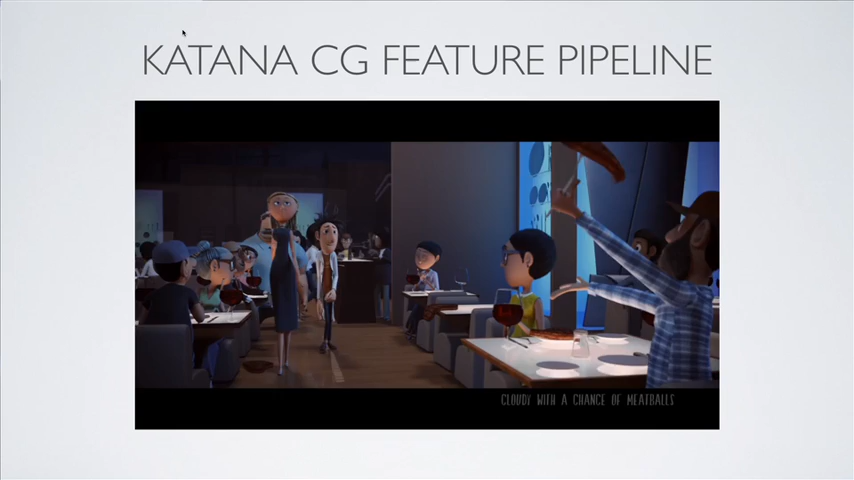 KATANA CG FEATURE PIPELINE
CLOUDY WITH A CHANCE OF MEATBALLS